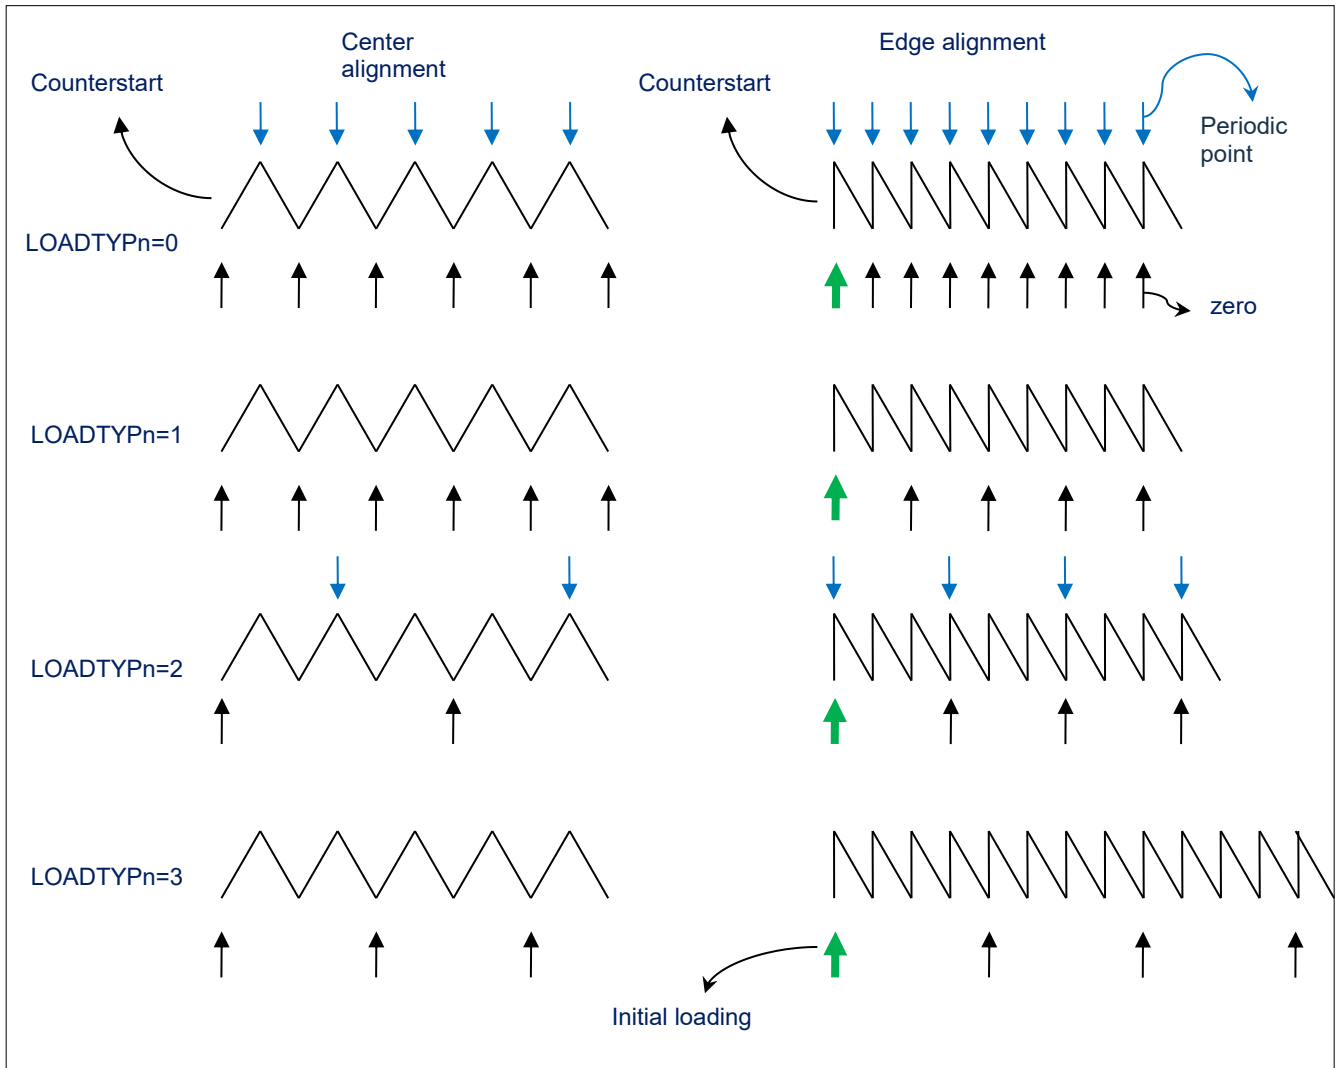 Center
alignment
Edge alignment
Counterstart
Counterstart
Periodic
point
LOADTYPn=0
zero
LOADTYPn=1
LOADTYPn=2
LOADTYPn=3
Initial loading